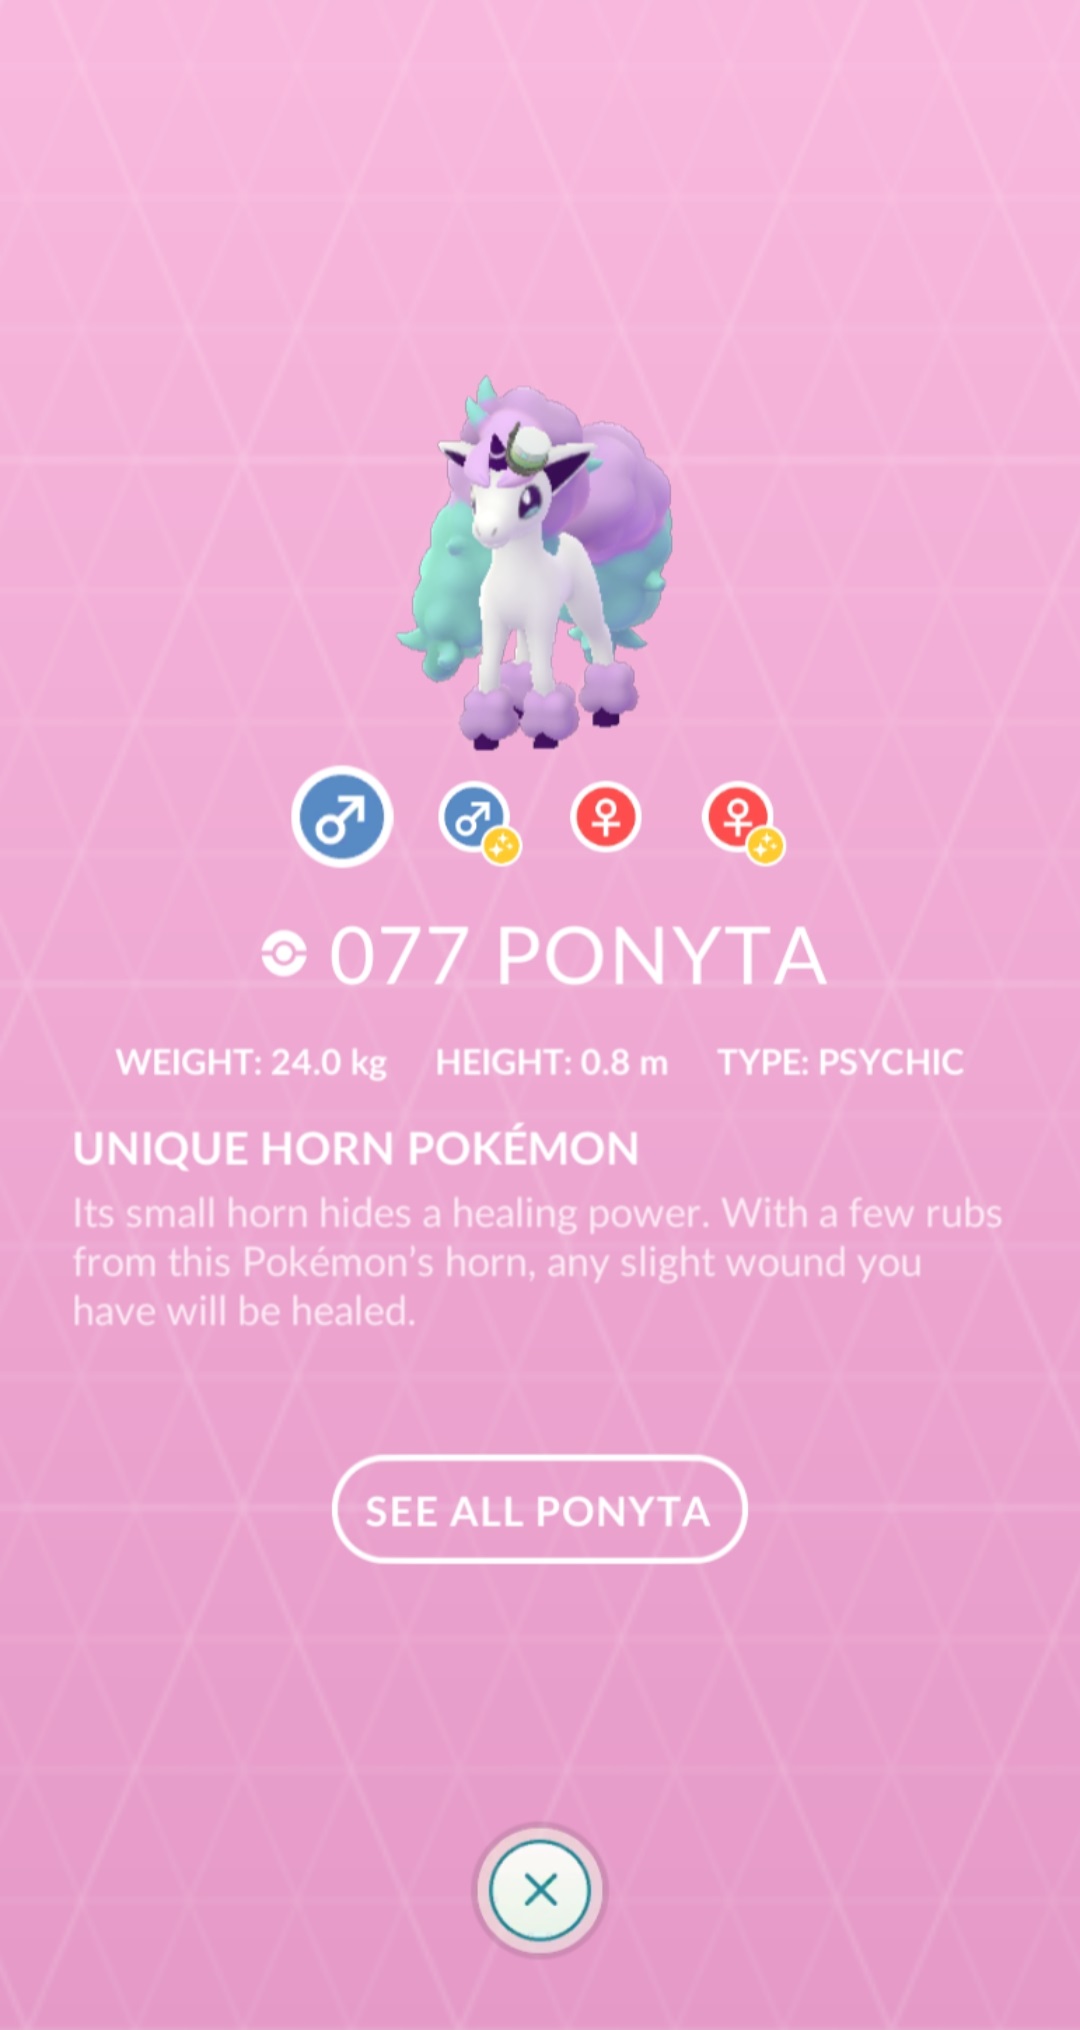 077 PONYTA
WEIGHT: 24.0 kg HEIGHT: 0.8 m TYPE: PSYCHIC
UNIQUE HORN POKÉMON
Its small horn hides a healing power. With a few rubs
from this Pokémon's horn, any slight wound you
have will be healed.
SEE ALL PONYTA